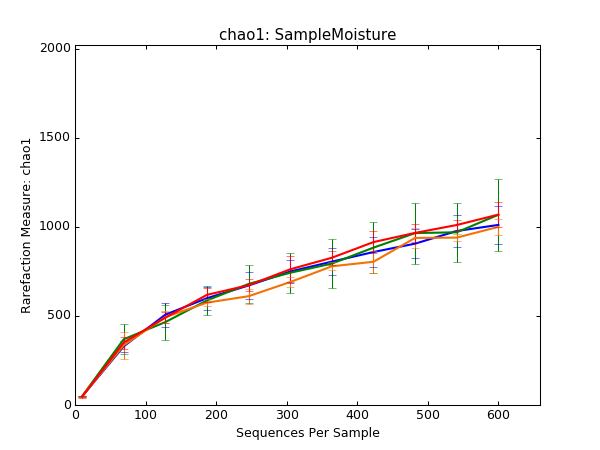 chao1: SampleMoisture
2000
1500
1000
500
0
Rarefaction Measure: chao1
0 100 200 300 400 500 600
Sequences Per Sample